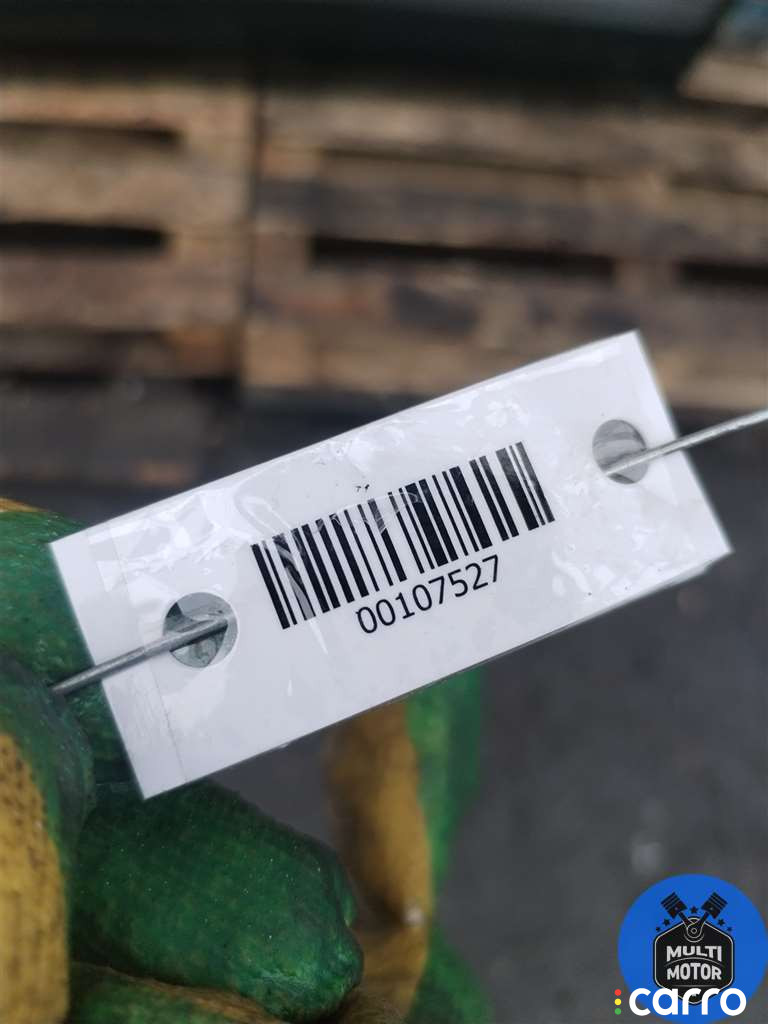 00107527
MULTI
MOTOR
carro